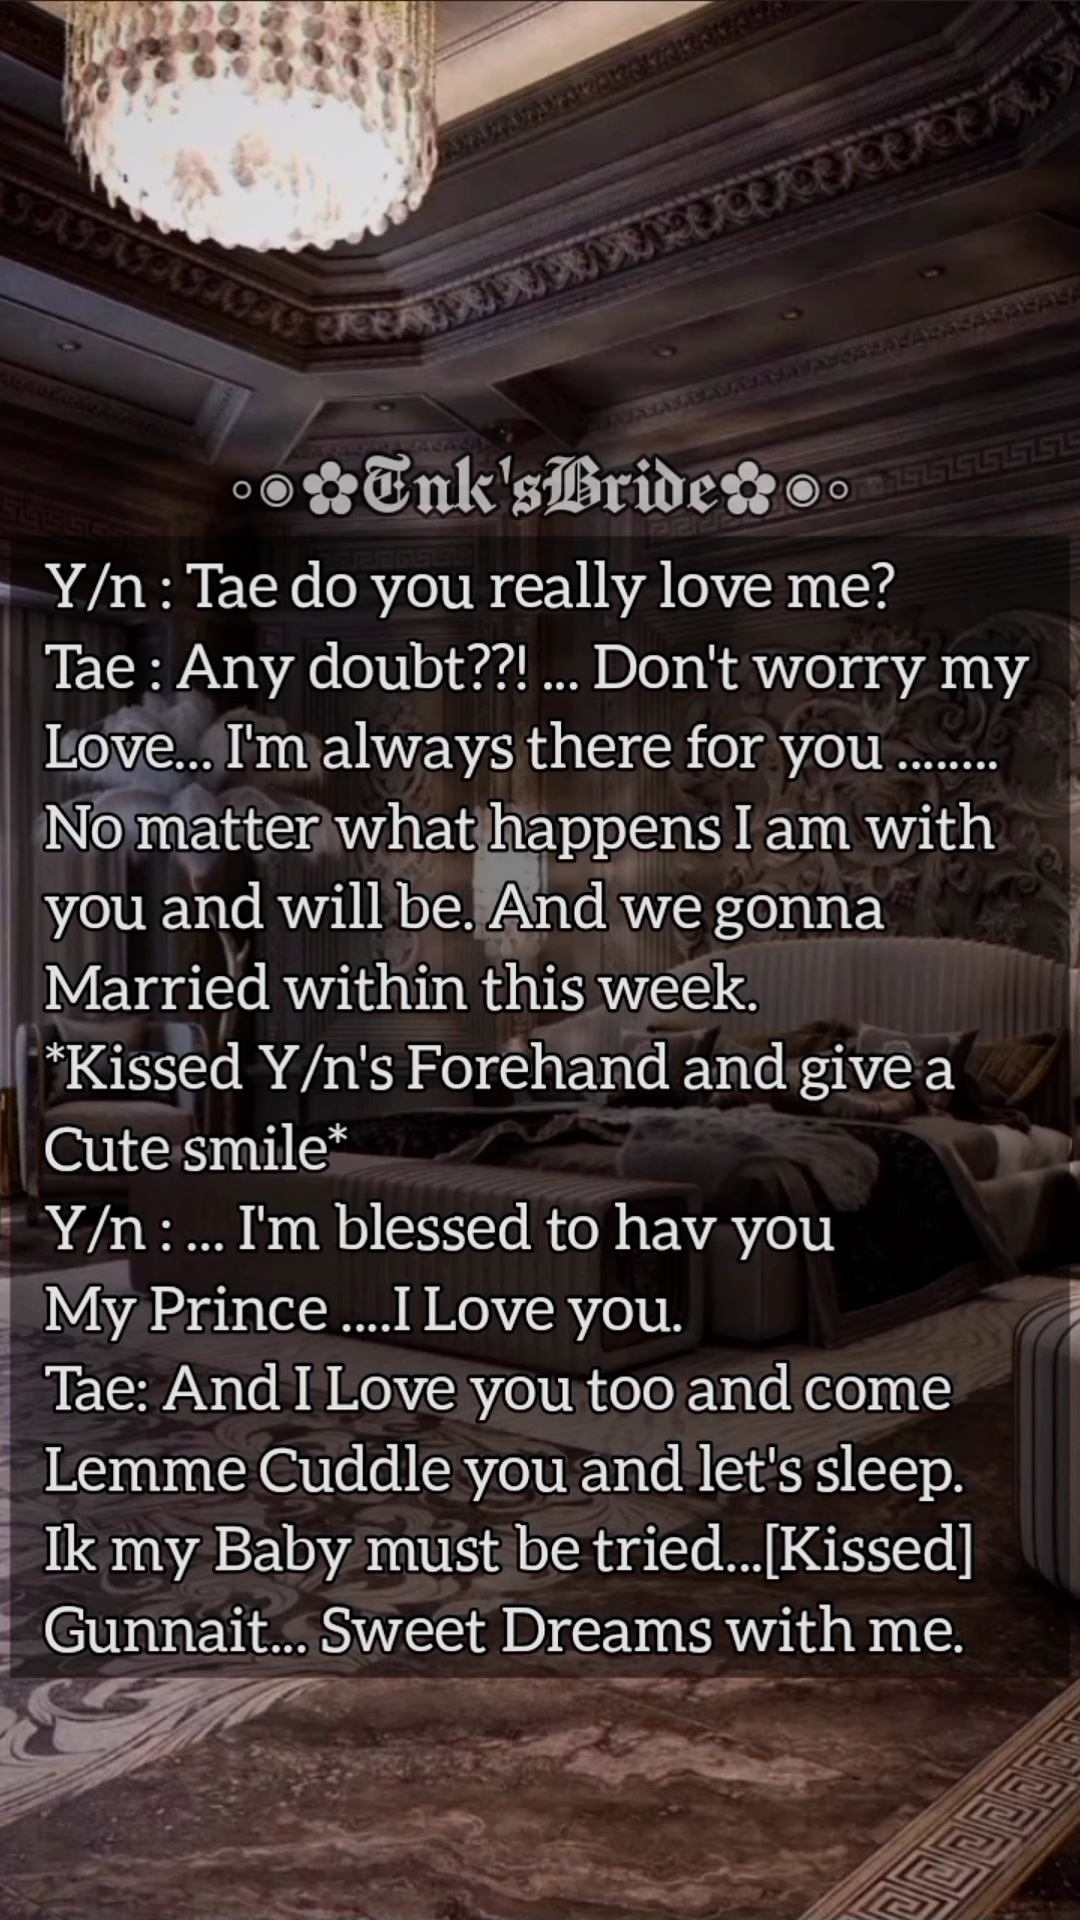 ◦◉✿Tnk'sBride✿◉◦
Y/n : Tae do you really love me?
Tae : Any doubt??! ... Don't worry my
Love... I'm always there for you ........
No matter what happens I am with
you and will be. And we gonna
Married within this week.
*Kissed Y/n's Forehand and give a
Cute smile*
Y/n : ... I'm blessed to hav you
My Prince ....I Love you.
Tae: And I Love you too and come
Lemme Cuddle you and let's sleep.
Ik my Baby must be tried...[Kissed]
Gunnait... Sweet Dreams with me.